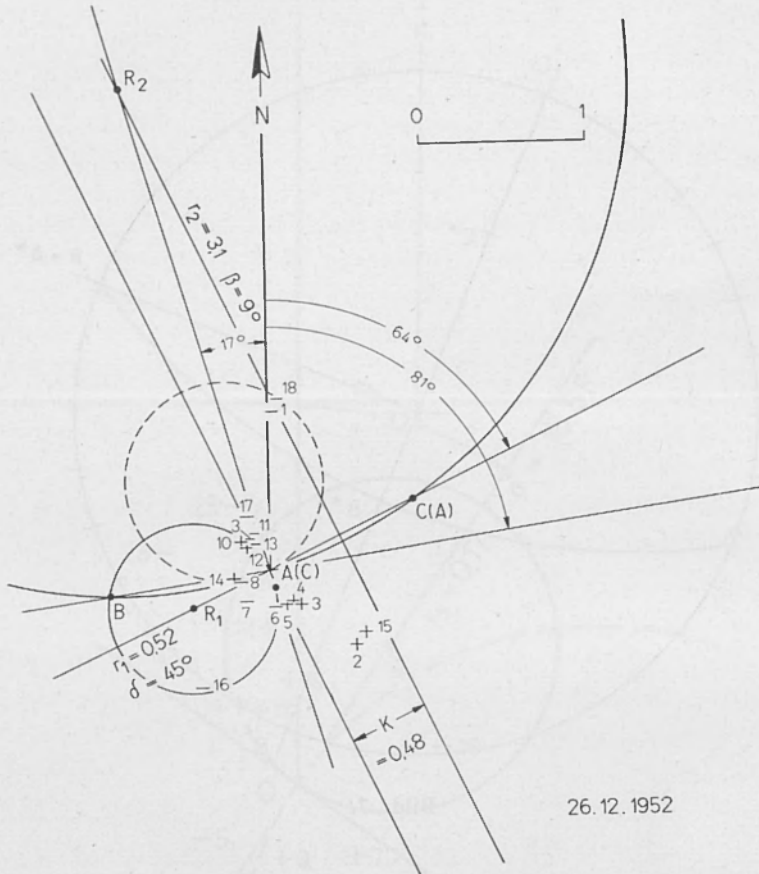 R2
N
0 1
r2=3,1 β=9°
17°
64°
81°
18
1
17
3
11
10
13
12
A(C)
C(A)
14
8
B
R1
7
4
3
6
5
15
2
r1=0,52
δ=45°
16
K
=0,48
26.12.1952